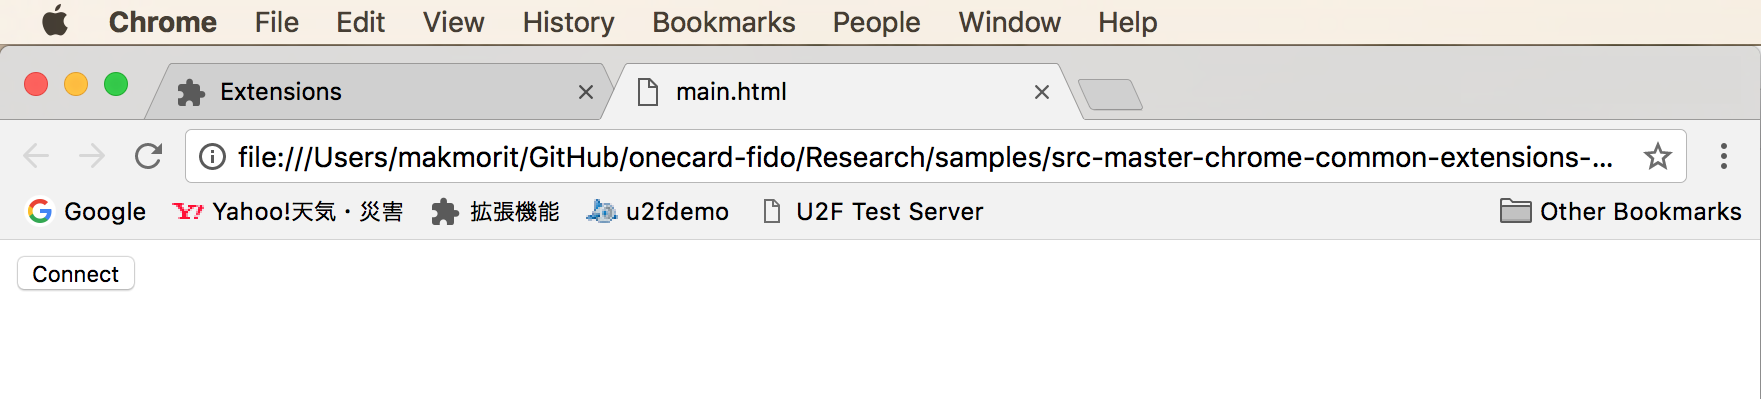 Chrome File Edit View History Bookmarks People Window Help
Extensions main.html
file:///Users/makmorit/GitHub/onecard-fido/Research/samples/src-master-chrome-common-extensions-...
Google Yahoo!天気・災害 拡張機能 u2fdemo U2F Test Server Other Bookmarks
Connect